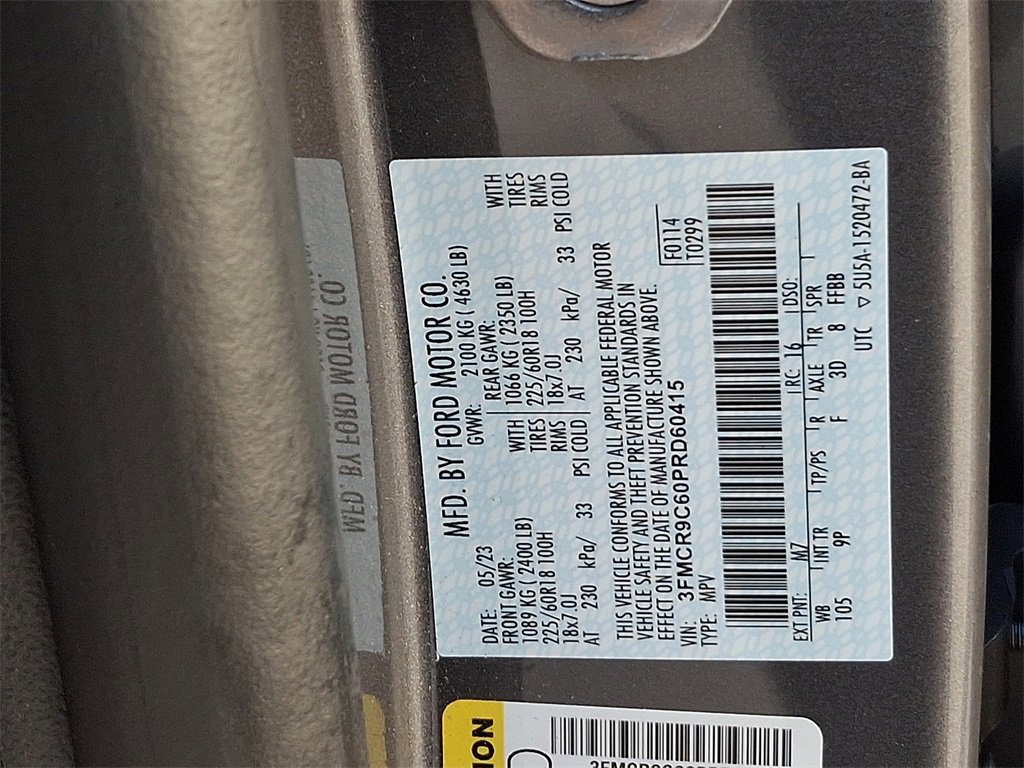 MFD. BY FORD MOTOR CO.
DATE: 05/23 GVWR: 2100 KG ( 4630 LB)
FRONT GAWR: REAR GAWR:
1089 KG ( 2400 LB) WITH 1066 KG ( 2350 LB) WITH
225/60R18 100H TIRES 225/60R18 100H TIRES
18x7.0J RIMS 18x7.0J RIMS
AT 230 kPa/ 33 PSI COLD AT 230 kPa/ 33 PSI COLD
THIS VEHICLE CONFORMS TO ALL APPLICABLE FEDERAL MOTOR
VEHICLE SAFETY AND THEFT PREVENTION STANDARDS IN
EFFECT ON THE DATE OF MANUFACTURE SHOWN ABOVE.
VIN: 3FMCR9C60PRD60415
TYPE: MPV
F0114
T0299
EXT PNT: M7 RC: 16 DSO:
WB INT TR TP/PS R AXLE TR SPR
105 9P F 3D 8 FFBB
UTC ▽ 5U5A-1520472-BA
MFD. BY FORD MOTOR CO.